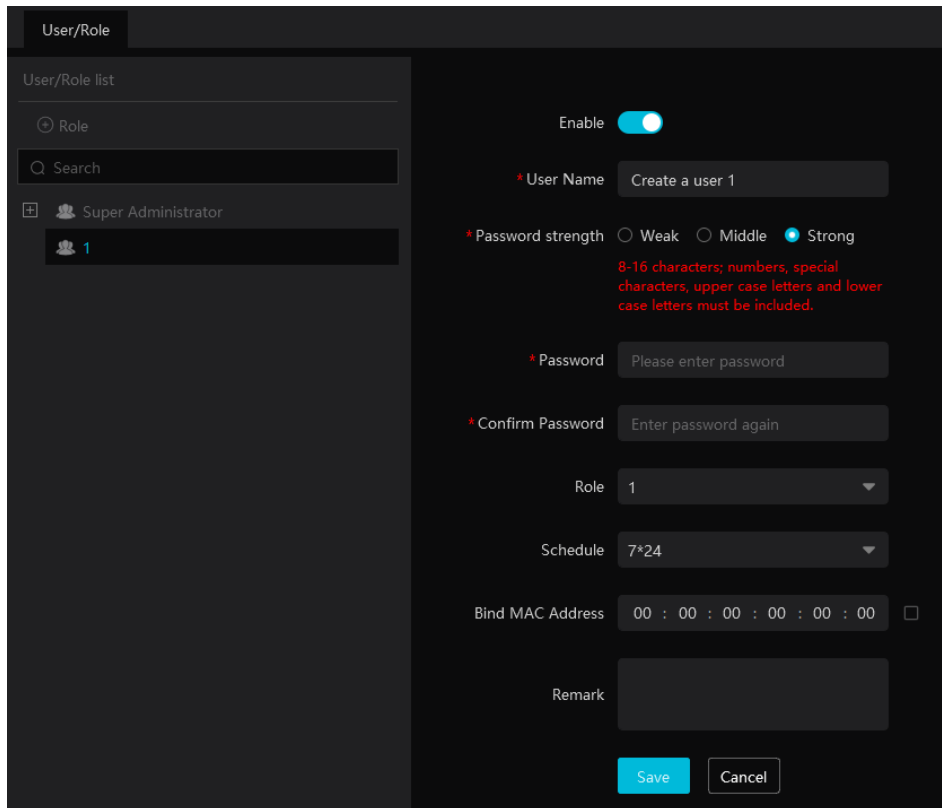 User/Role
User/Role list
Role
Search
Super Administrator
1
Enable
* User Name Create a user 1
* Password strength Weak Middle Strong
8-16 characters; numbers, special
characters, upper case letters and lower
case letters must be included.
* Password Please enter password
* Confirm Password Enter password again
Role 1
Schedule 7*24
Bind MAC Address 00 : 00 : 00 : 00 : 00 : 00
Remark
Save Cancel